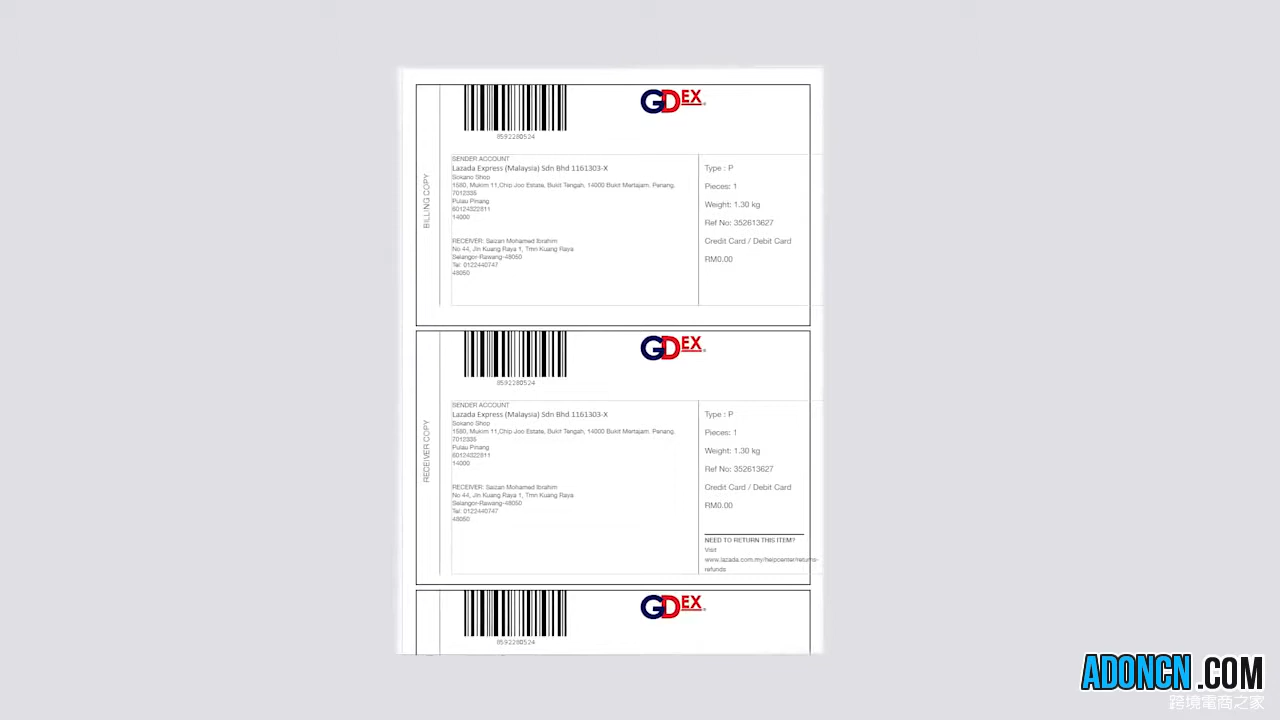 8592280524
GDEX
BILLING COPY
SENDER ACCOUNT
Lazada Express (Malaysia) Sdn Bhd 1161303-X
Sokano Shop
1580, Mukim 11,Chip Joo Estate, Bukit Tengah, 14000 Bukit Mertajam. Penang.
7012335
Pulau Pinang
60124322811
14000
RECEIVER: Saizan Mohamed Ibrahim
No 44, Jln Kuang Raya 1, Tmn Kuang Raya
Selangor-Rawang-48050
Tel: 0122440747
48050
Type : P
Pieces: 1
Weight: 1.30 kg
Ref No: 352613627
Credit Card / Debit Card
RM0.00
8592280524
GDEX
RECEIVER COPY
SENDER ACCOUNT
Lazada Express (Malaysia) Sdn Bhd 1161303-X
Sokano Shop
1580, Mukim 11,Chip Joo Estate, Bukit Tengah, 14000 Bukit Mertajam. Penang.
7012335
Pulau Pinang
60124322811
14000
RECEIVER: Saizan Mohamed Ibrahim
No 44, Jln Kuang Raya 1, Tmn Kuang Raya
Selangor-Rawang-48050
Tel: 0122440747
48050
Type : P
Pieces: 1
Weight: 1.30 kg
Ref No: 352613627
Credit Card / Debit Card
RM0.00
NEED TO RETURN THIS ITEM?
Visit
www.lazada.com.my/helpcenter/returns-
refunds
8592280524
GDEX
ADONCN.COM
跨境電商之家